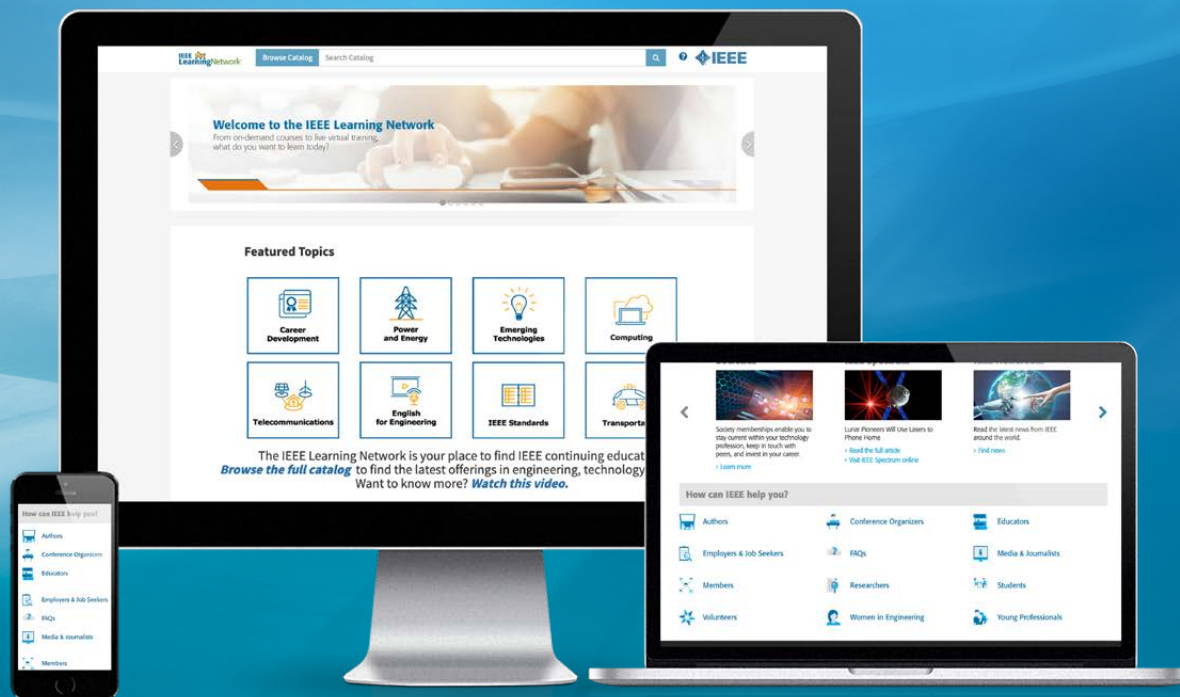 IEEE
LearningNetwork
Browse Catalog
Search Catalog
IEEE
Welcome to the IEEE Learning Network
From on-demand courses to live virtual training,
what do you want to learn today?
Featured Topics
Career
Development
Power
and Energy
Emerging
Technologies
Computing
Telecommunications
English
for Engineering
IEEE Standards
Transporta
The IEEE Learning Network is your place to find IEEE continuing educat
Browse the full catalog to find the latest offerings in engineering, technology
Want to know more? Watch this video.
How can IEEE help you?
Authors
Conference Organizers
Educators
Employers & Job Seekers
FAQs
Media & Journalists
Members
Society memberships enable you to
stay current within your technology
profession, keep in touch with
peers, and invest in your career.
› Learn more
Lunar Pioneers Will Use Lasers to
Phone Home
› Read the full article
› Visit IEEE Spectrum online
Read the latest news from IEEE
around the world.
› Find news
How can IEEE help you?
Authors
Conference Organizers
Educators
Employers & Job Seekers
FAQs
Media & Journalists
Members
Researchers
Students
Volunteers
Women in Engineering
Young Professionals